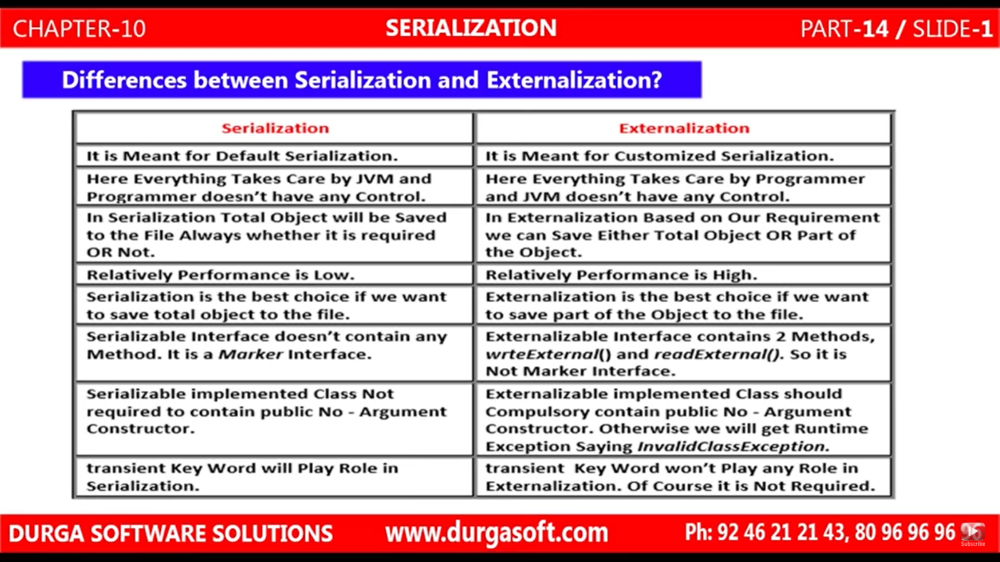 CHAPTER-10
SERIALIZATION
PART-14 / SLIDE-1
Differences between Serialization and Externalization?
Serialization
Externalization
It is Meant for Default Serialization.
It is Meant for Customized Serialization.
Here Everything Takes Care by JVM and
Programmer doesn't have any Control.
Here Everything Takes Care by Programmer
and JVM doesn't have any Control.
In Serialization Total Object will be Saved
to the File Always whether it is required
OR Not.
In Externalization Based on Our Requirement
we can Save Either Total Object OR Part of
the Object.
Relatively Performance is Low.
Relatively Performance is High.
Serialization is the best choice if we want
to save total object to the file.
Externalization is the best choice if we want
to save part of the Object to the file.
Serializable Interface doesn't contain any
Method. It is a Marker Interface.
Externalizable Interface contains 2 Methods,
wrteExternal() and readExternal(). So it is
Not Marker Interface.
Serializable implemented Class Not
required to contain public No - Argument
Constructor.
Externalizable implemented Class should
Compulsory contain public No - Argument
Constructor. Otherwise we will get Runtime
Exception Saying InvalidClassException.
transient Key Word will Play Role in
Serialization.
transient Key Word won't Play any Role in
Externalization. Of Course it is Not Required.
DURGA SOFTWARE SOLUTIONS
www.durgasoft.com
Ph: 92 46 21 21 43, 80 96 96 96 96
Subscribe